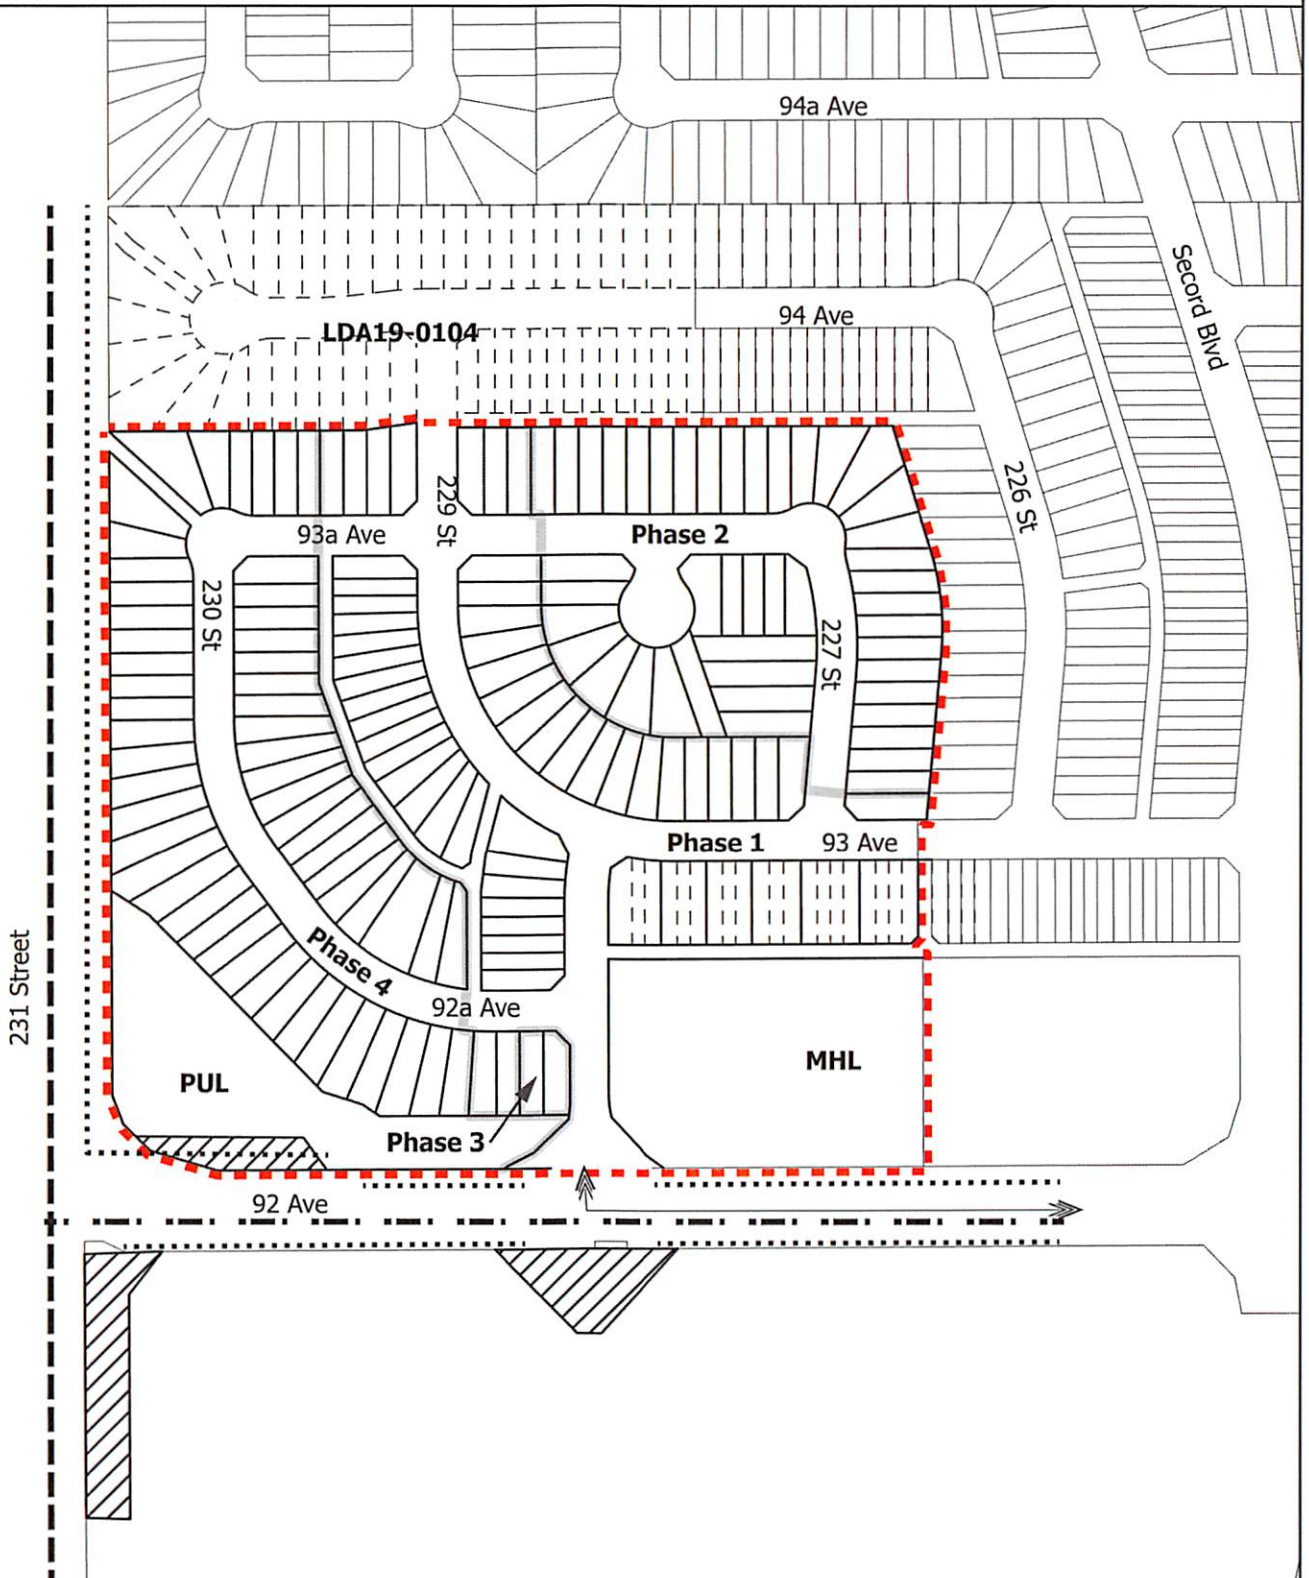 94a Ave
Second Blvd
94 Ave
LDA19-0104
226 St
229 St
93a Ave
Phase 2
230 St
227 St
Phase 1
93 Ave
231 Street
Phase 4
92a Ave
MHL
PUL
Phase 3
92 Ave